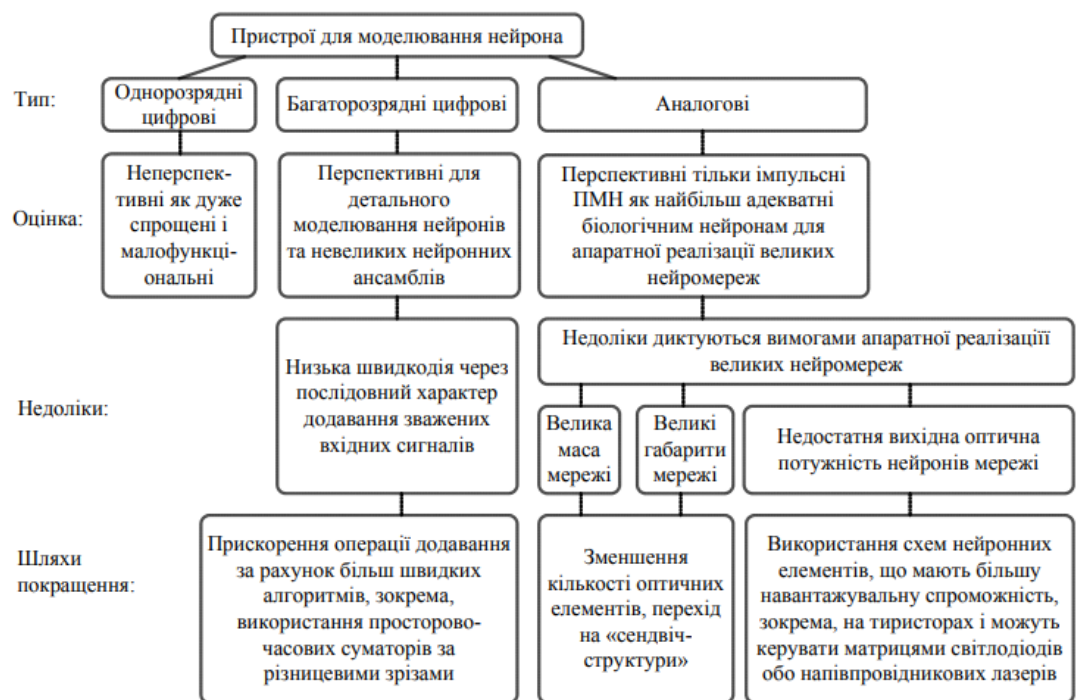 Пристрої для моделювання нейрона
Тип:
Однорозрядні
цифрові
Багаторозрядні цифрові
Аналогові
Оцінка:
Неперспек-
тивні як дуже
спрощені і
малофункці-
ональні
Перспективні для
детального
моделювання нейронів
та невеликих нейронних
ансамблів
Перспективні тільки імпульсні
ПМН як найбільш адекватні
біологічним нейронам для
апаратної реалізації великих
нейромереж
Недоліки:
Низька швидкодія через
послідовний характер
додавання зважених
вхідних сигналів
Недоліки диктуються вимогами апаратної реалізаціїї
великих нейромереж
Велика
маса
мережі
Великі
габарити
мережі
Недостатня вихідна оптична
потужність нейронів мережі
Шляхи
покращення:
Прискорення операції додавання
за рахунок більш швидких
алгоритмів, зокрема,
використання просторово-
часових суматорів за
різницевими зрізами
Зменшення
кількості оптичних
елементів, перехід
на «сендвіч-
структури»
Використання схем нейронних
елементів, що мають більшу
навантажувальну спроможність,
зокрема, на тиристорах і можуть
керувати матрицями світлодіодів
обо напівпровідникових лазерів